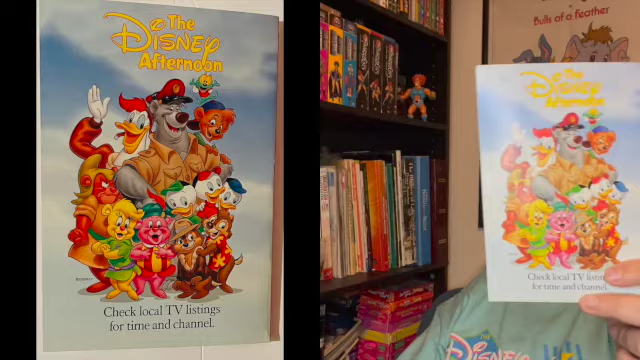 The
Disney
Afternoon
Check local TV listings
for time and channel.
Bulls of a feather
The
Disney
Afternoon
Check local TV listings
for time and channel.
Disney